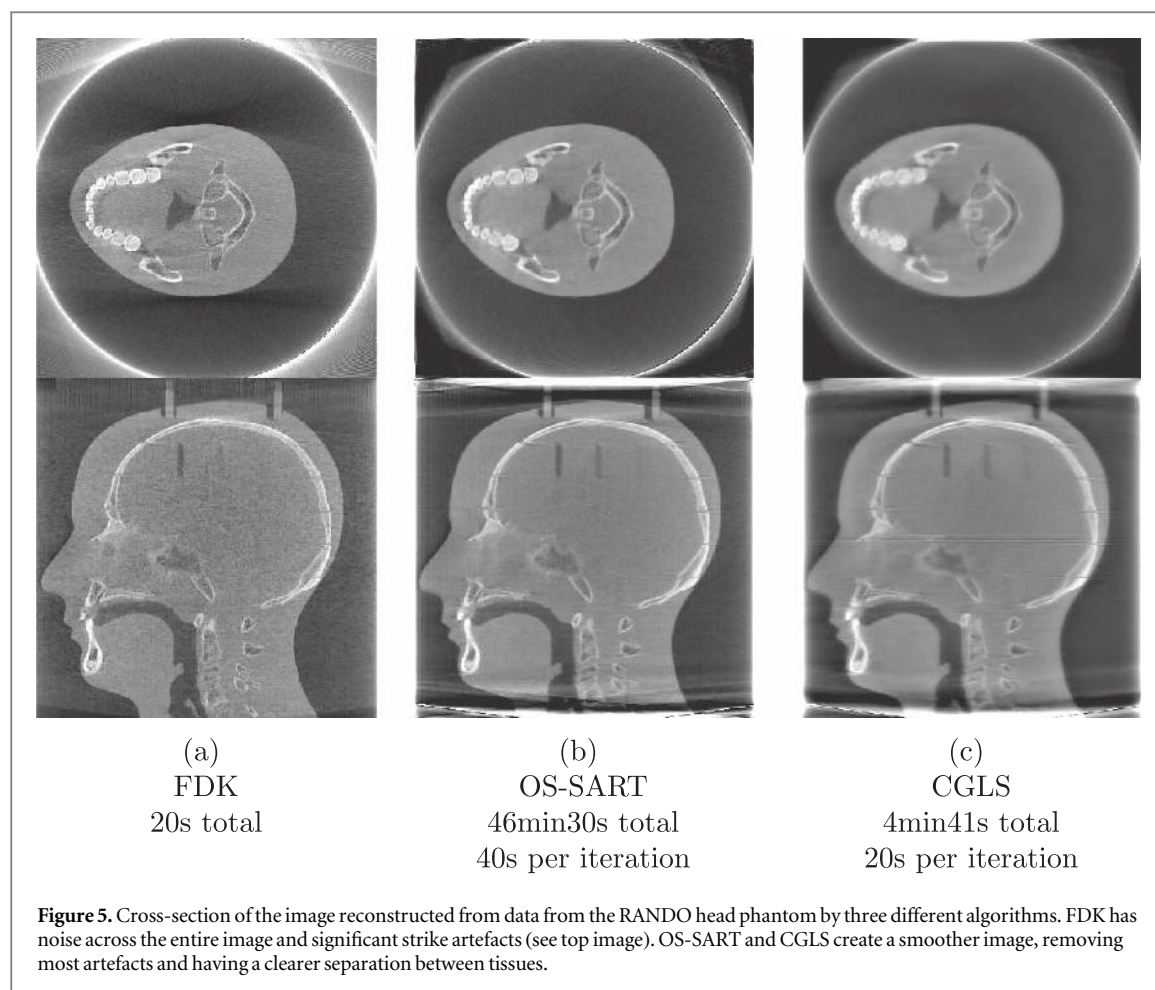 (a)
FDK
20s total
(b)
OS-SART
46min30s total
40s per iteration
(c)
CGLS
4min41s total
20s per iteration
Figure 5. Cross-section of the image reconstructed from data from the RANDO head phantom by three different algorithms. FDK has
noise across the entire image and significant strike artefacts (see top image). OS-SART and CGLS create a smoother image, removing
most artefacts and having a clearer separation between tissues.